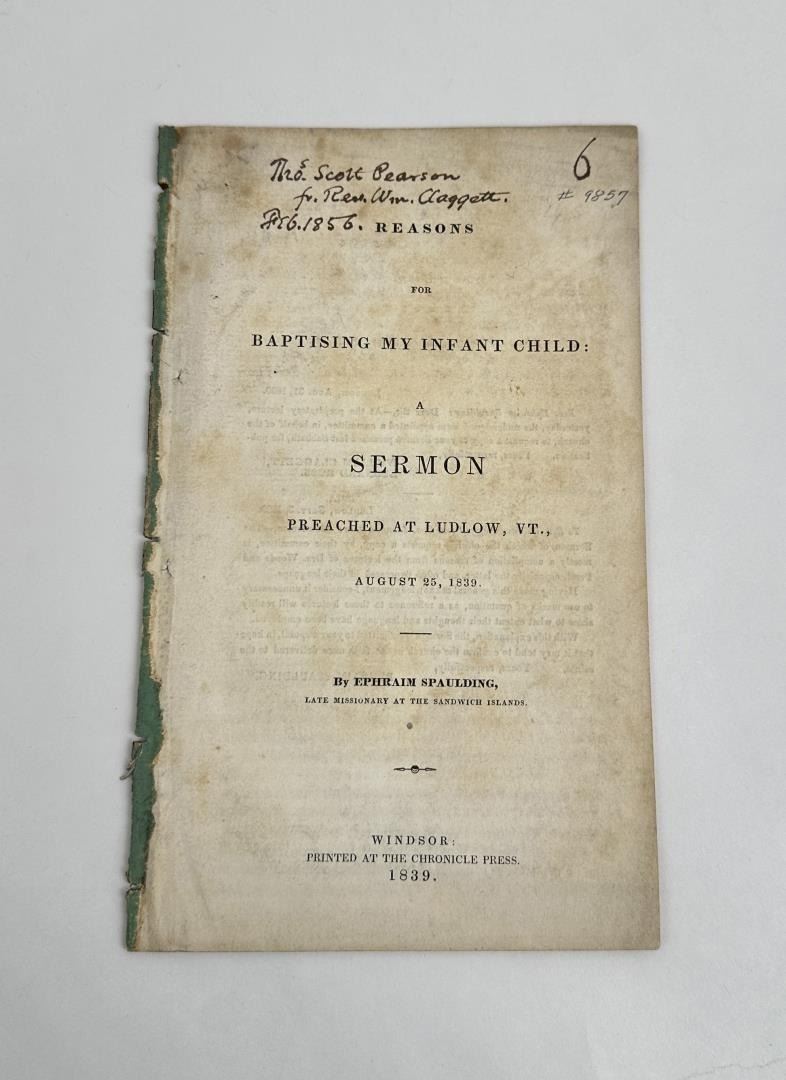 Thos. Scott Pearson
fr. Rev. Wm. Claggett.
Feb. 1856.
6
# 9857
REASONS
FOR
BAPTISING MY INFANT CHILD:
A
SERMON
PREACHED AT LUDLOW, VT.,
AUGUST 25, 1839.
By EPHRAIM SPAULDING,
LATE MISSIONARY AT THE SANDWICH ISLANDS.
WINDSOR:
PRINTED AT THE CHRONICLE PRESS.
1839.